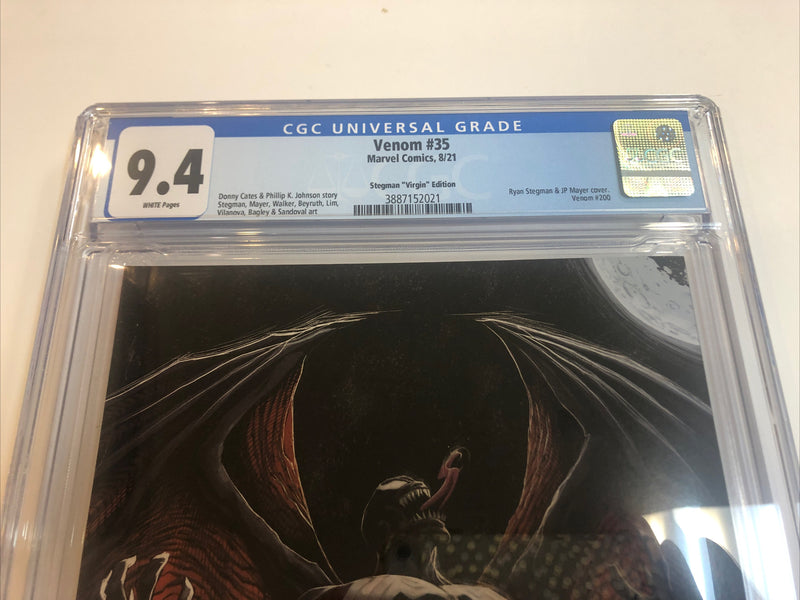 CGC UNIVERSAL GRADE
9.4
WHITE Pages
Venom #35
Marvel Comics, 8/21
Stegman "Virgin" Edition
3887152021
Donny Cates & Phillip K. Johnson story
Stegman, Mayer, Walker, Beyruth, Lim,
Vilanova, Bagley & Sandoval art
Ryan Stegman & JP Mayer cover.
Venom #200
CGC